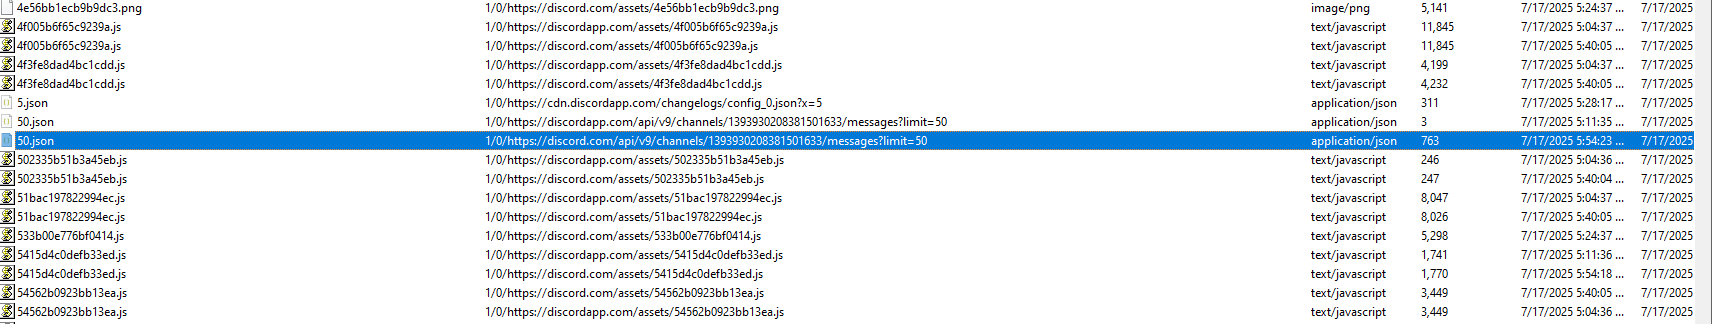 4e56bb1ecb9b9dc3.png 1/0/https://discordapp.com/assets/4e56bb1ecb9b9dc3.png image/png 5,141 7/17/2025 5:24:37 ... 7/17/2025
4f005b6f65c9239a.js 1/0/https://discordapp.com/assets/4f005b6f65c9239a.js text/javascript 11,845 7/17/2025 5:04:37 ... 7/17/2025
4f005b6f65c9239a.js 1/0/https://discord.com/assets/4f005b6f65c9239a.js text/javascript 11,845 7/17/2025 5:40:05 ... 7/17/2025
4f3fe8dad4bc1cdd.js 1/0/https://discordapp.com/assets/4f3fe8dad4bc1cdd.js text/javascript 4,199 7/17/2025 5:04:37 ... 7/17/2025
4f3fe8dad4bc1cdd.js 1/0/https://discord.com/assets/4f3fe8dad4bc1cdd.js text/javascript 4,232 7/17/2025 5:40:05 ... 7/17/2025
5.json 1/0/https://cdn.discordapp.com/changelogs/config_0.json?x=5 application/json 311 7/17/2025 5:28:17 ... 7/17/2025
50.json 1/0/https://discordapp.com/api/v9/channels/1393930208381501633/messages?limit=50 application/json 3 7/17/2025 5:11:35 ... 7/17/2025
50.json 1/0/https://discord.com/api/v9/channels/1393930208381501633/messages?limit=50 application/json 763 7/17/2025 5:54:23 ... 7/17/2025
502335b51b3a45eb.js 1/0/https://discordapp.com/assets/502335b51b3a45eb.js text/javascript 246 7/17/2025 5:04:36 ... 7/17/2025
502335b51b3a45eb.js 1/0/https://discord.com/assets/502335b51b3a45eb.js text/javascript 247 7/17/2025 5:40:04 ... 7/17/2025
51bac197822994ec.js 1/0/https://discordapp.com/assets/51bac197822994ec.js text/javascript 8,047 7/17/2025 5:04:37 ... 7/17/2025
51bac197822994ec.js 1/0/https://discord.com/assets/51bac197822994ec.js text/javascript 8,026 7/17/2025 5:40:05 ... 7/17/2025
533b00e776bf0414.js 1/0/https://discord.com/assets/533b00e776bf0414.js text/javascript 5,298 7/17/2025 5:24:37 ... 7/17/2025
5415d4c0defb33ed.js 1/0/https://discordapp.com/assets/5415d4c0defb33ed.js text/javascript 1,741 7/17/2025 5:11:36 ... 7/17/2025
5415d4c0defb33ed.js 1/0/https://discord.com/assets/5415d4c0defb33ed.js text/javascript 1,770 7/17/2025 5:54:18 ... 7/17/2025
54562b0923bb13ea.js 1/0/https://discord.com/assets/54562b0923bb13ea.js text/javascript 3,449 7/17/2025 5:40:05 ... 7/17/2025
54562b0923bb13ea.js 1/0/https://discordapp.com/assets/54562b0923bb13ea.js text/javascript 3,449 7/17/2025 5:04:36 ... 7/17/2025